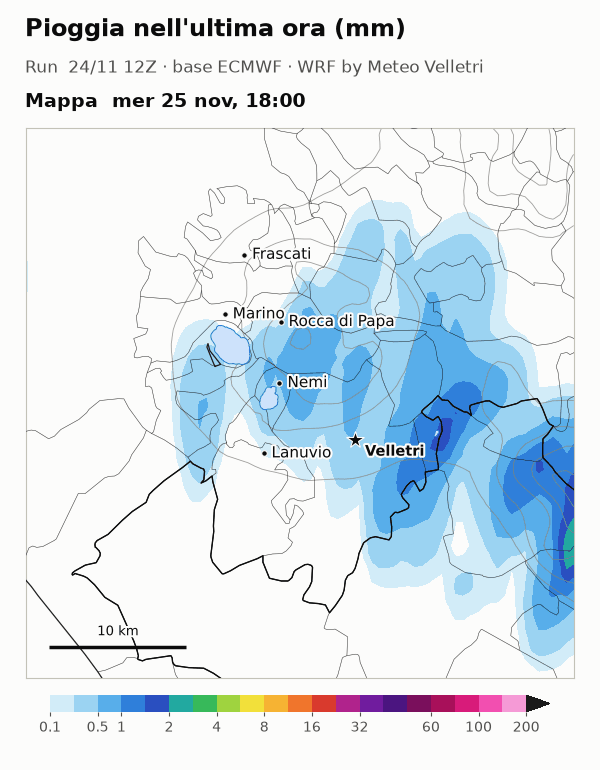 Pioggia nell'ultima ora (mm)
Run  24/11 12Z · base ECMWF · WRF by Meteo Velletri
Mappa  mer 25 nov, 18:00
Frascati
Marino
Rocca di Papa
Nemi
Velletri
Lanuvio
10 km
0.1 0.5 1 2 4 8 16 32 60 100 200